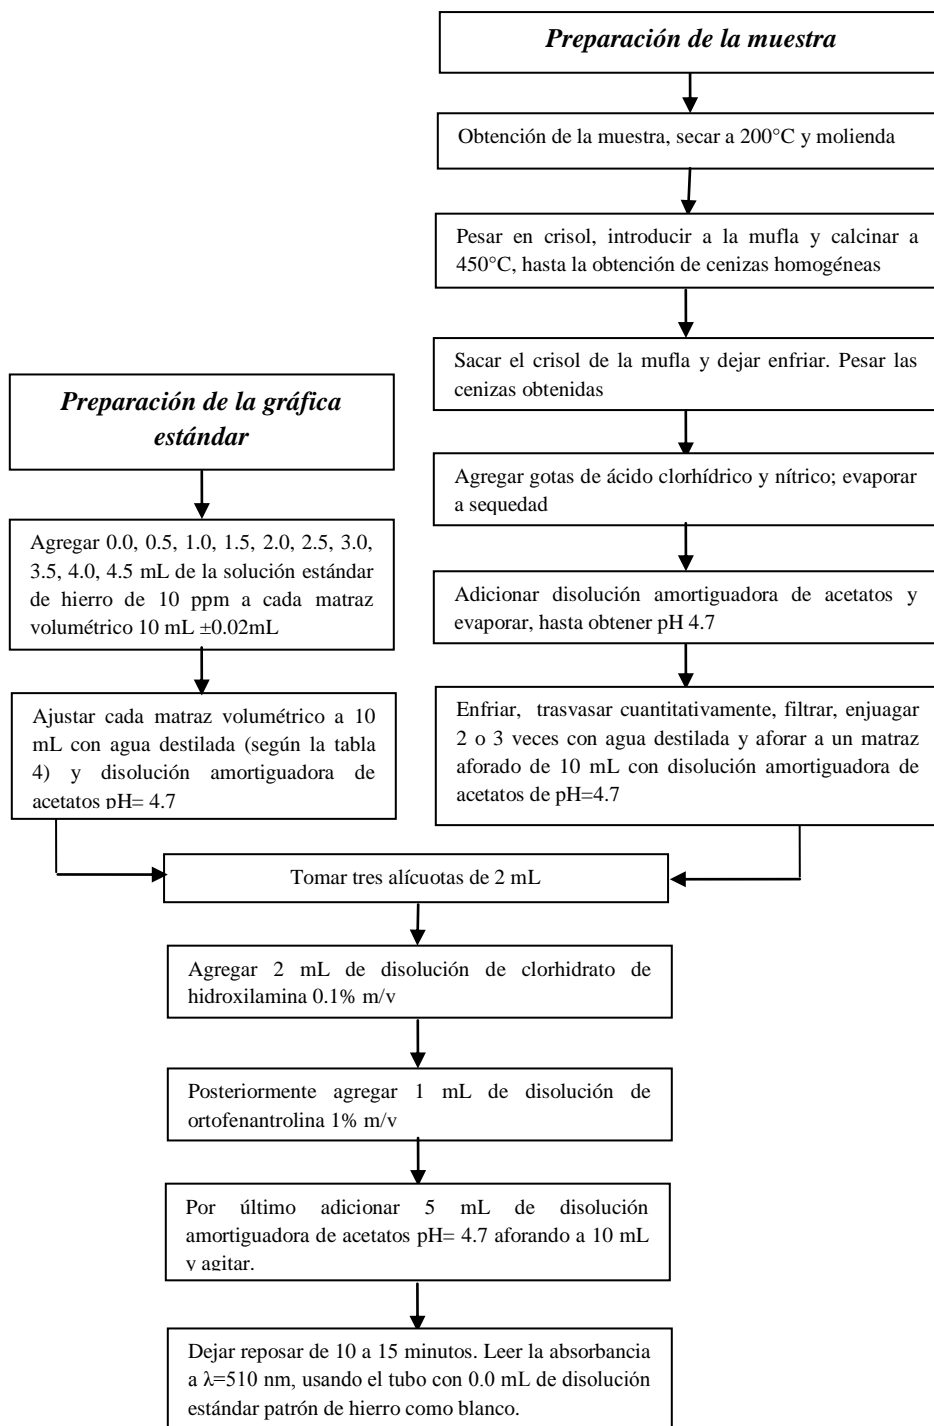 Preparación de la muestra
Obtención de la muestra, secar a 200°C y molienda
Pesar en crisol, introducir a la mufla y calcinar a
450°C, hasta la obtención de cenizas homogéneas
Sacar el crisol de la mufla y dejar enfriar. Pesar las
cenizas obtenidas
Agregar gotas de ácido clorhídrico y nítrico; evaporar
a sequedad
Adicionar disolución amortiguadora de acetatos y
evaporar, hasta obtener pH 4.7
Enfriar, trasvasar cuantitativamente, filtrar, enjuagar
2 o 3 veces con agua destilada y aforar a un matraz
aforado de 10 mL con disolución amortiguadora de
acetatos de pH=4.7
Preparación de la gráfica
estándar
Agregar 0.0, 0.5, 1.0, 1.5, 2.0, 2.5, 3.0,
3.5, 4.0, 4.5 mL de la solución estándar
de hierro de 10 ppm a cada matraz
volumétrico 10 mL ±0.02mL
Ajustar cada matraz volumétrico a 10
mL con agua destilada (según la tabla
4) y disolución amortiguadora de
acetatos pH= 4.7
Tomar tres alícuotas de 2 mL
Agregar 2 mL de disolución de clorhidrato de
hidroxilamina 0.1% m/v
Posteriormente agregar 1 mL de disolución de
ortofenantrolina 1% m/v
Por último adicionar 5 mL de disolución
amortiguadora de acetatos pH= 4.7 aforando a 10 mL
y agitar.
Dejar reposar de 10 a 15 minutos. Leer la absorbancia
a λ=510 nm, usando el tubo con 0.0 mL de disolución
estándar patrón de hierro como blanco.